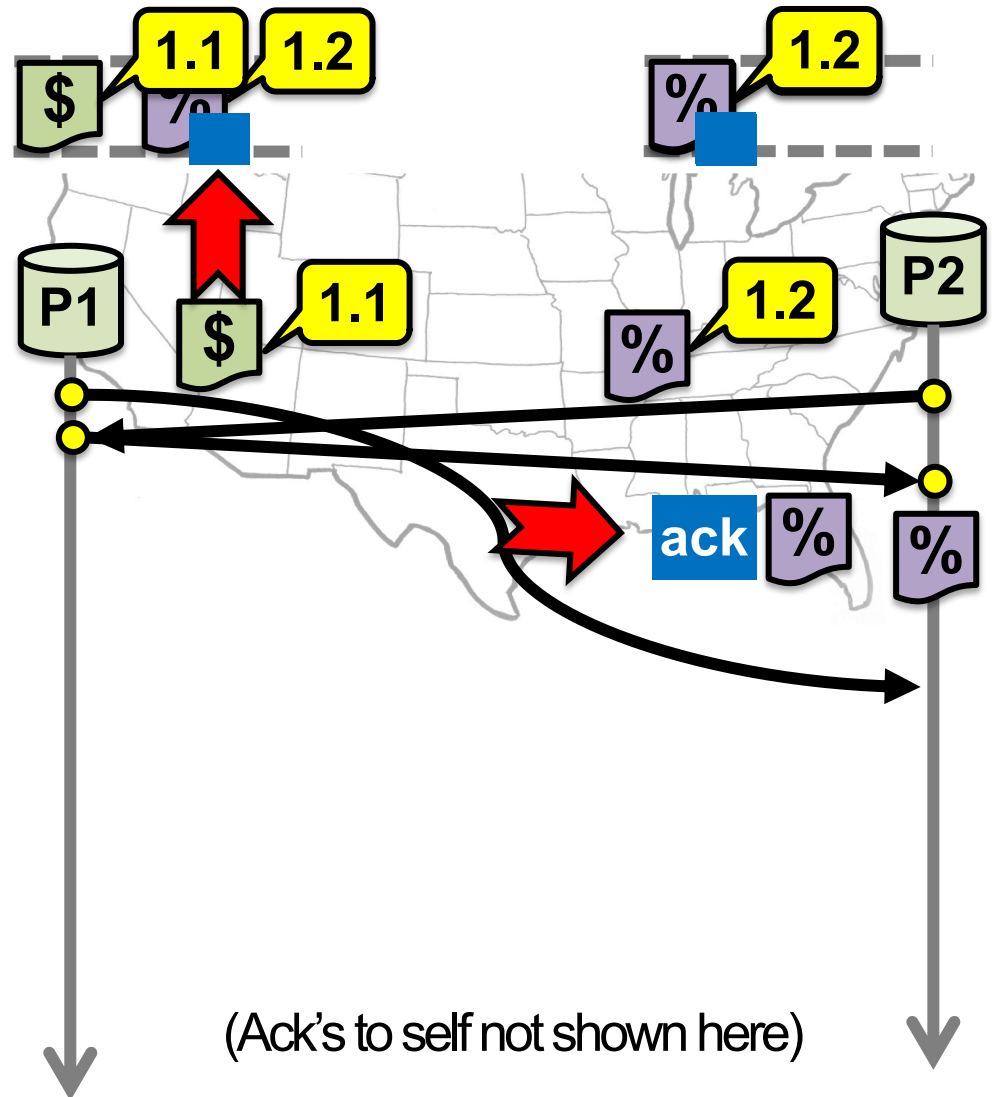 $ 1.1 % 1.2
% 1.2
P1
P2
$ 1.1
% 1.2
ack % %
(Ack's to self not shown here)